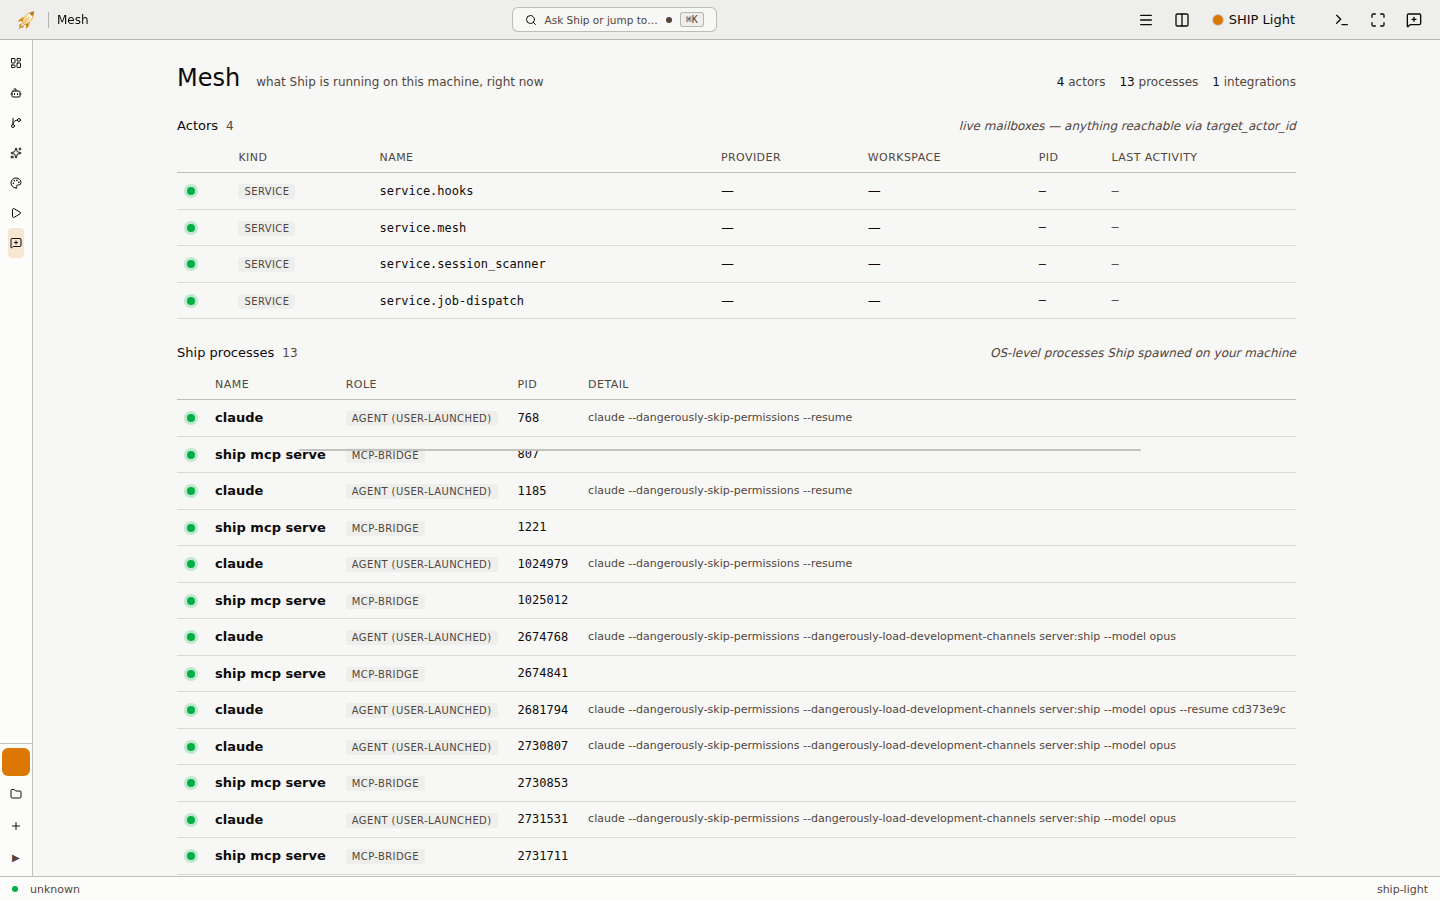 Mesh
Ask Ship or jump to... ⌘K
SHIP Light
Mesh what Ship is running on this machine, right now
4 actors 13 processes 1 integrations
Actors 4
live mailboxes — anything reachable via target_actor_id
KIND NAME PROVIDER WORKSPACE PID LAST ACTIVITY
SERVICE service.hooks — — — —
SERVICE service.mesh — — — —
SERVICE service.session_scanner — — — —
SERVICE service.job-dispatch — — — —
Ship processes 13
OS-level processes Ship spawned on your machine
NAME ROLE PID DETAIL
claude AGENT (USER-LAUNCHED) 768 claude --dangerously-skip-permissions --resume
ship mcp serve MCP-BRIDGE 807
claude AGENT (USER-LAUNCHED) 1185 claude --dangerously-skip-permissions --resume
ship mcp serve MCP-BRIDGE 1221
claude AGENT (USER-LAUNCHED) 1024979 claude --dangerously-skip-permissions --resume
ship mcp serve MCP-BRIDGE 1025012
claude AGENT (USER-LAUNCHED) 2674768 claude --dangerously-skip-permissions --dangerously-load-development-channels server:ship --model opus
ship mcp serve MCP-BRIDGE 2674841
claude AGENT (USER-LAUNCHED) 2681794 claude --dangerously-skip-permissions --dangerously-load-development-channels server:ship --model opus --resume cd373e9c
claude AGENT (USER-LAUNCHED) 2730807 claude --dangerously-skip-permissions --dangerously-load-development-channels server:ship --model opus
ship mcp serve MCP-BRIDGE 2730853
claude AGENT (USER-LAUNCHED) 2731531 claude --dangerously-skip-permissions --dangerously-load-development-channels server:ship --model opus
ship mcp serve MCP-BRIDGE 2731711
unknown
ship-light